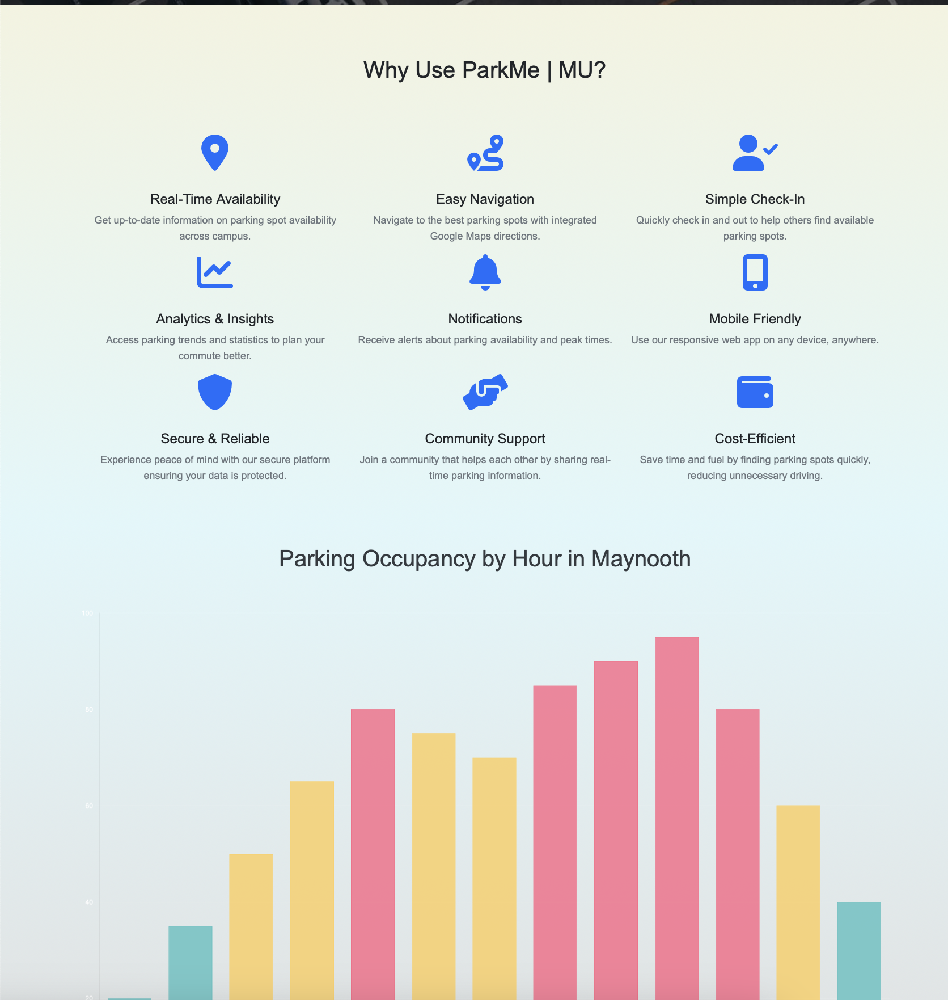 Why Use ParkMe | MU?
Real-Time Availability
Get up-to-date information on parking spot availability
across campus.
Easy Navigation
Navigate to the best parking spots with integrated
Google Maps directions.
Simple Check-In
Quickly check in and out to help others find available
parking spots.
Analytics & Insights
Access parking trends and statistics to plan your
commute better.
Notifications
Receive alerts about parking availability and peak times.
Mobile Friendly
Use our responsive web app on any device, anywhere.
Secure & Reliable
Experience peace of mind with our secure platform
ensuring your data is protected.
Community Support
Join a community that helps each other by sharing real-
time parking information.
Cost-Efficient
Save time and fuel by finding parking spots quickly,
reducing unnecessary driving.
Parking Occupancy by Hour in Maynooth
100
80
60
40
20